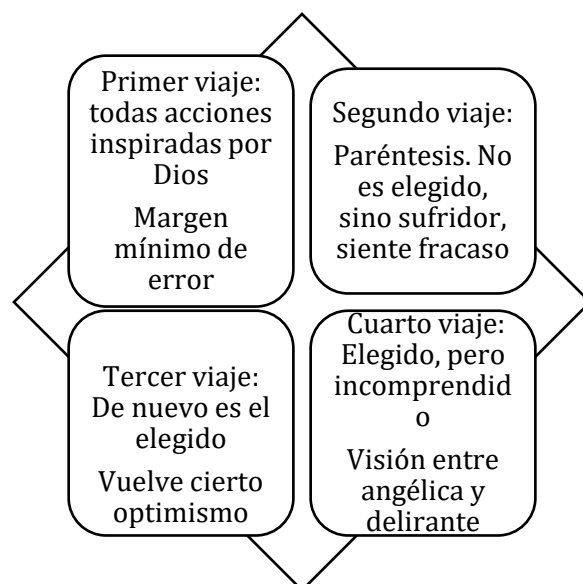 Primer viaje:
todas acciones
inspiradas por
Dios
Margen
mínimo de
error
Segundo viaje:
Paréntesis. No
es elegido,
sino sufridor,
siente fracaso
Tercer viaje:
De nuevo es el
elegido
Vuelve cierto
optimismo
Cuarto viaje:
Elegido, pero
incomprendid
o
Visión entre
angélica y
delirante